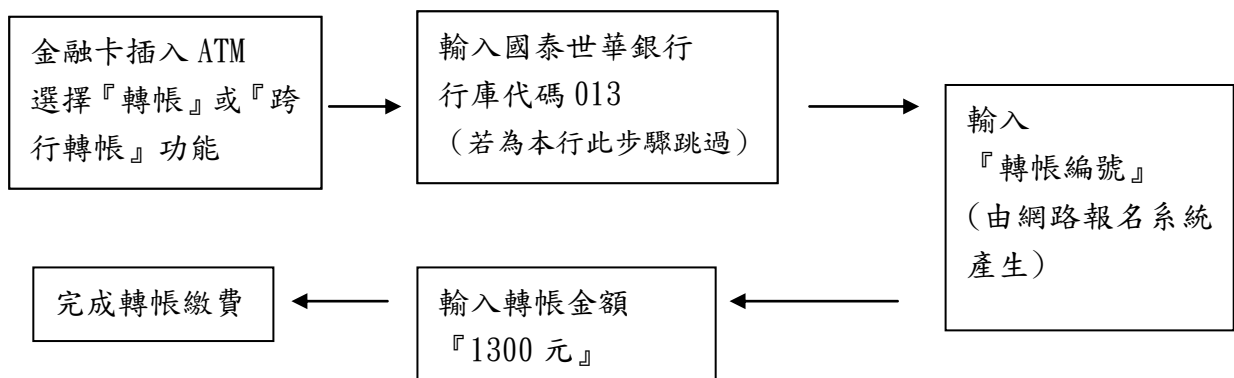 金融卡插入 ATM
選擇『轉帳』或『跨
行轉帳』功能
輸入國泰世華銀行
行庫代碼 013
（若為本行此步驟跳過）
輸入
『轉帳編號』
（由網路報名系統
產生）
輸入轉帳金額
『1300 元』
完成轉帳繳費